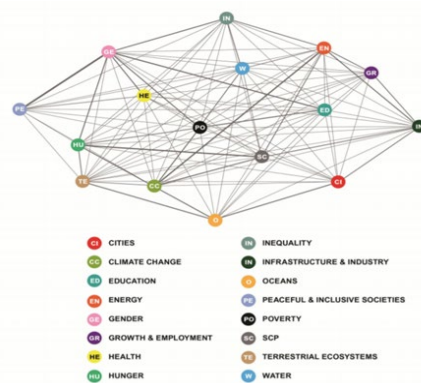 IN
GE
EN
W
GR
HE
PE
ED
PO
IN
HU
SC
TE
CC
CI
O
CI CITIES
CC CLIMATE CHANGE
ED EDUCATION
EN ENERGY
GE GENDER
GR GROWTH & EMPLOYMENT
HE HEALTH
HU HUNGER
IN INEQUALITY
IN INFRASTRUCTURE & INDUSTRY
O OCEANS
PE PEACEFUL & INCLUSIVE SOCIETIES
PO POVERTY
SC SCP
TE TERRESTRIAL ECOSYSTEMS
W WATER